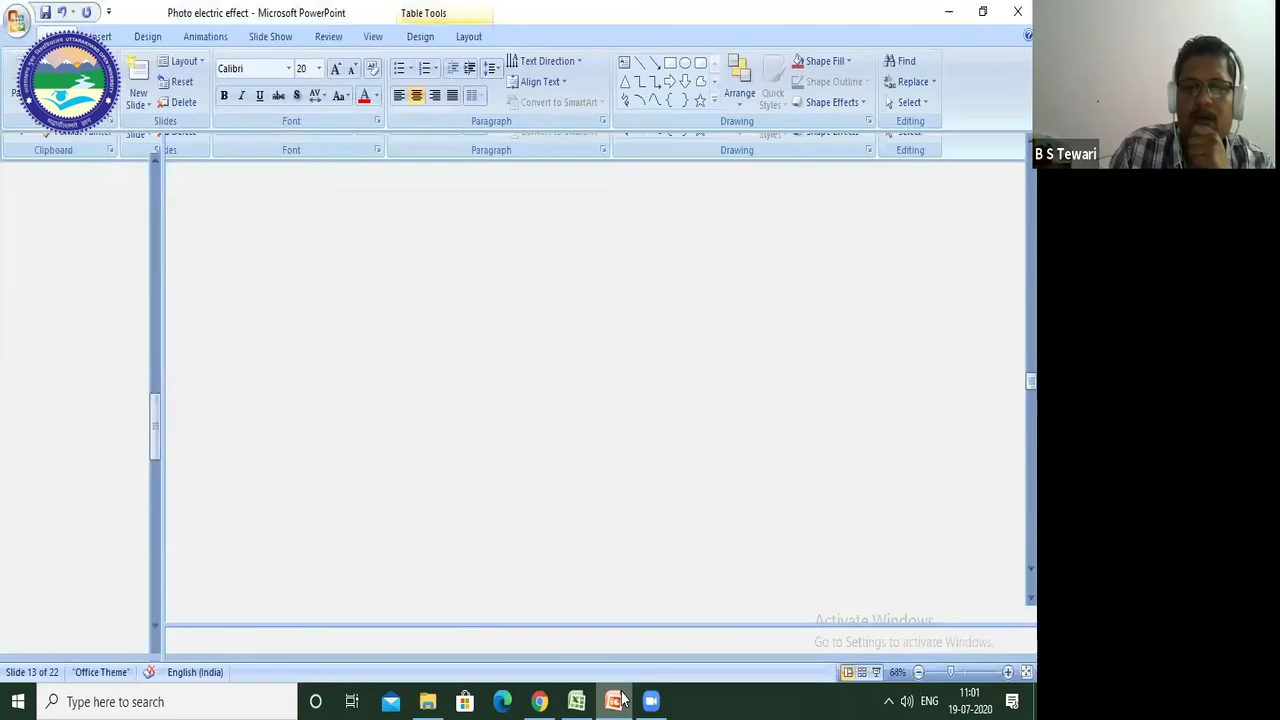 Photo electric effect - Microsoft PowerPoint
Table Tools
Insert Design Animations Slide Show Review View Design Layout
Layout
Reset
Delete
New
Slide
Slides
Calibri 20
B I U abc AV Aa A
Font
Text Direction
Align Text
Convert to SmartArt
Paragraph
Arrange
Quick
Styles
Shape Fill
Shape Outline
Shape Effects
Drawing
Find
Replace
Select
Editing
Clipboard
Font
Paragraph
Drawing
Editing
B S Tewari
Activate Windows
Go to Settings to activate Windows.
Slide 13 of 22 "Office Theme" English (India) 68%
Type here to search
ENG
11:01
19-07-2020